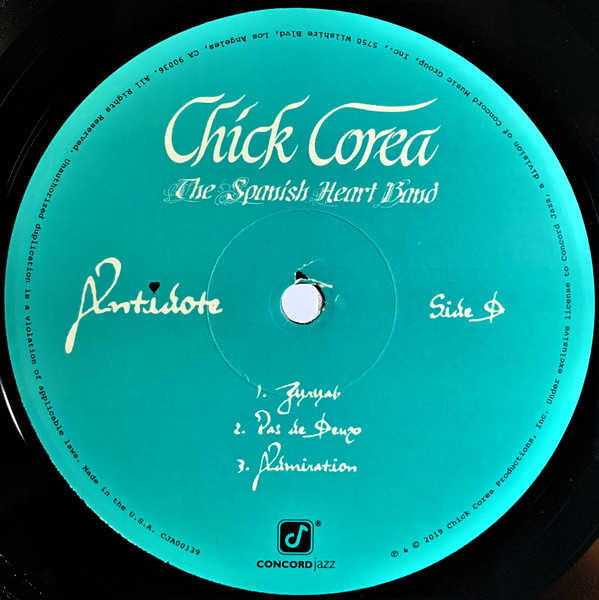 Chick Corea
The Spanish Heart Band
Antidote
Side D
1. Zyryab
2. Pas de Deux
3. Admiration
CONCORD jazz
®
℗ & © 2019 Chick Corea Productions, Inc. Under exclusive license to Concord Jazz, a division of Concord Music Group, Inc., 5750 Wilshire Blvd, Los Angeles, CA 90036. All Rights Reserved. Unauthorized duplication is a violation of applicable laws. Made in the U.S.A. CJA00139